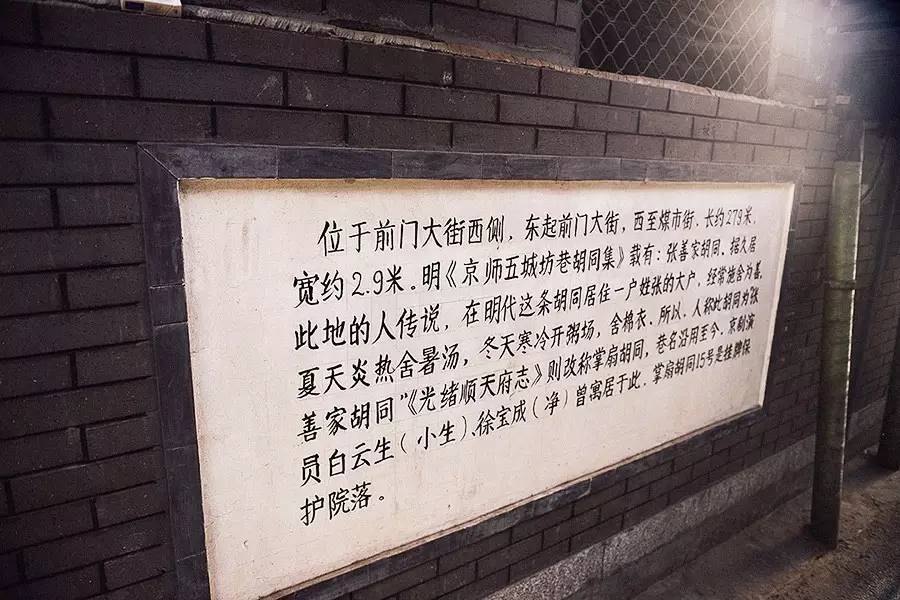 位于前门大街西侧，东起前门大街，西至煤市街，长约279米，
宽约2.9米。明《京师五城坊巷胡同集》载有：张善家胡同。据久居
此地的人传说，在明代这条胡同居住一户姓张的大户，经常施舍为善，
夏天炎热舍暑汤，冬天寒冷开粥场，舍棉衣、所以，人称此胡同为“张
善家胡同”《光绪顺天府志》则改称掌扇胡同，巷名沿用至今。京剧演
员白云生（小生）、徐宝成（净）曾寓居于此。掌扇胡同15号是挂牌保
护院落。